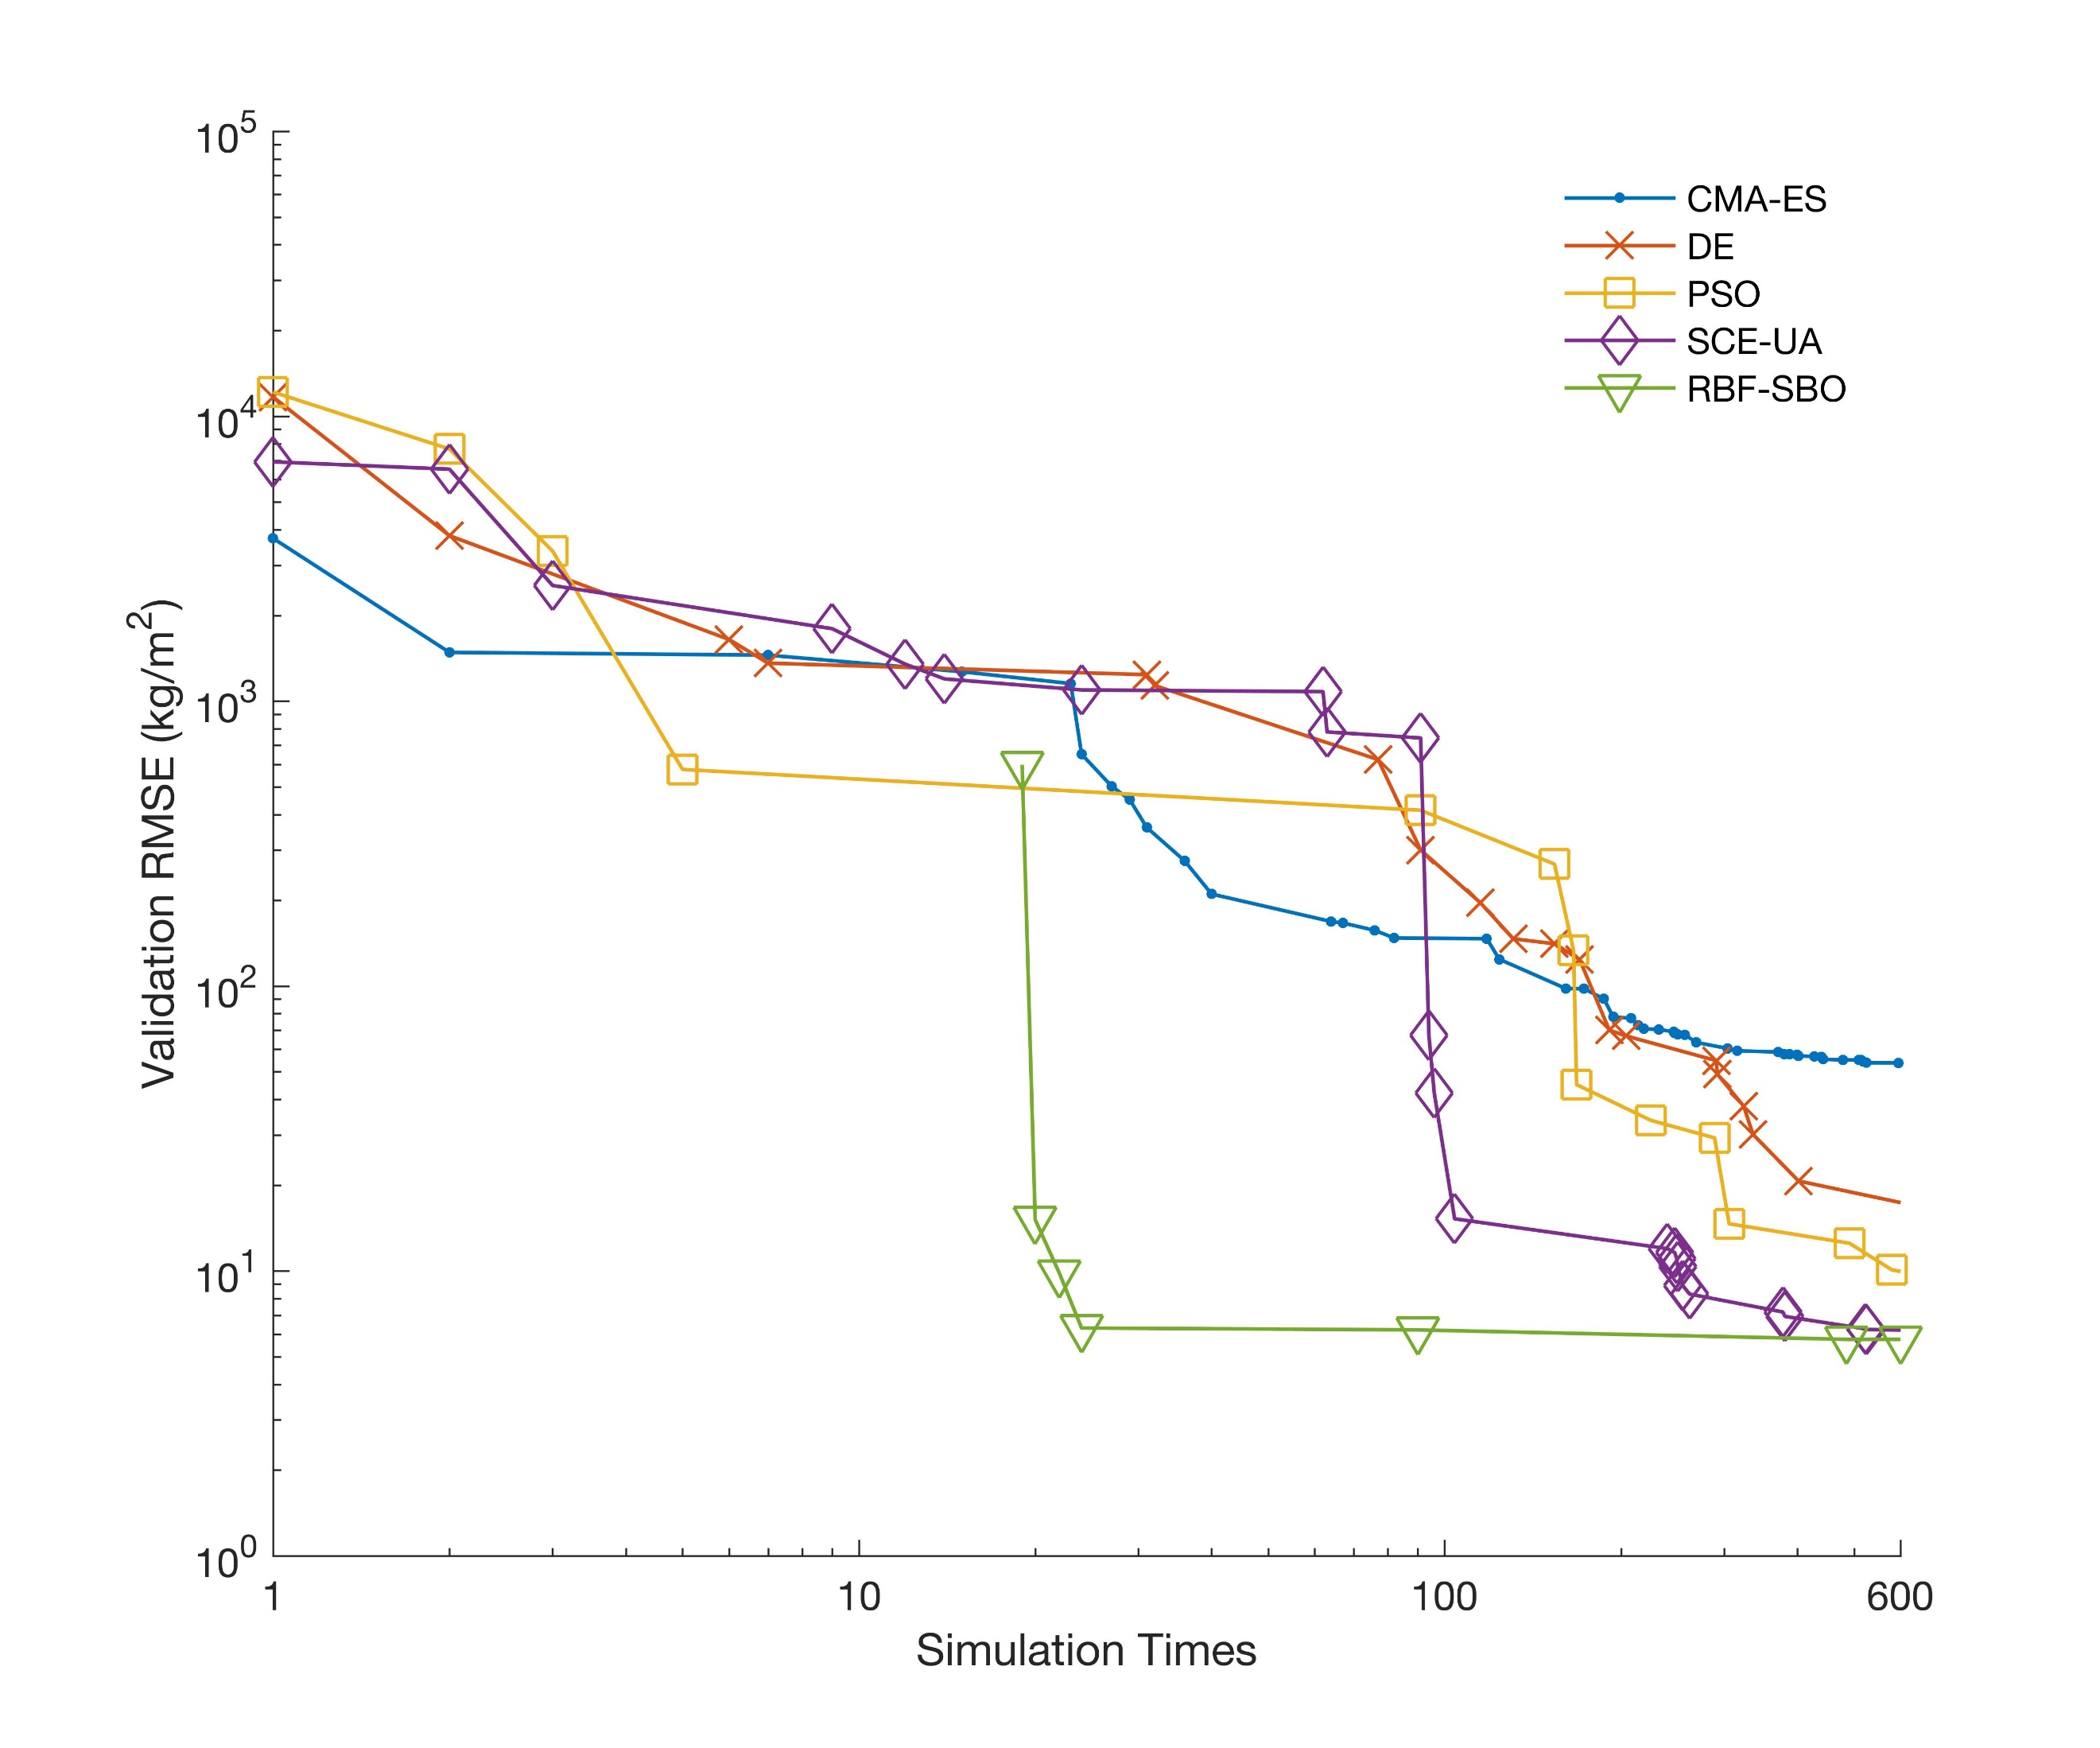 10^5
10^4
10^3
10^2
10^1
10^0
Validation RMSE (kg/m^2)
CMA-ES
DE
PSO
SCE-UA
RBF-SBO
1 10 100 600
Simulation Times